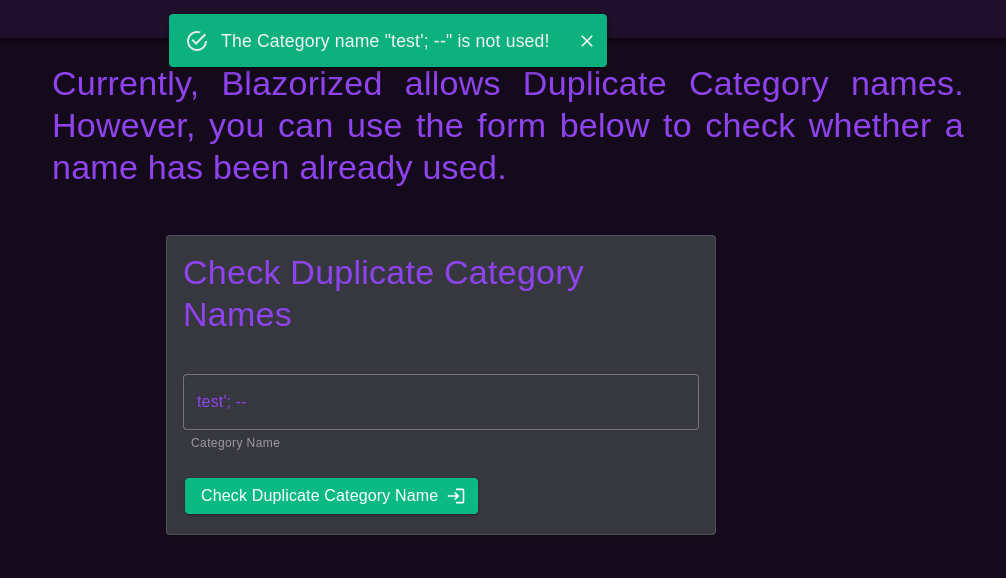 The Category name "test'; --" is not used!
Currently, Blazorized allows Duplicate Category names.
However, you can use the form below to check whether a
name has been already used.
Check Duplicate Category
Names
test'; --
Category Name
Check Duplicate Category Name